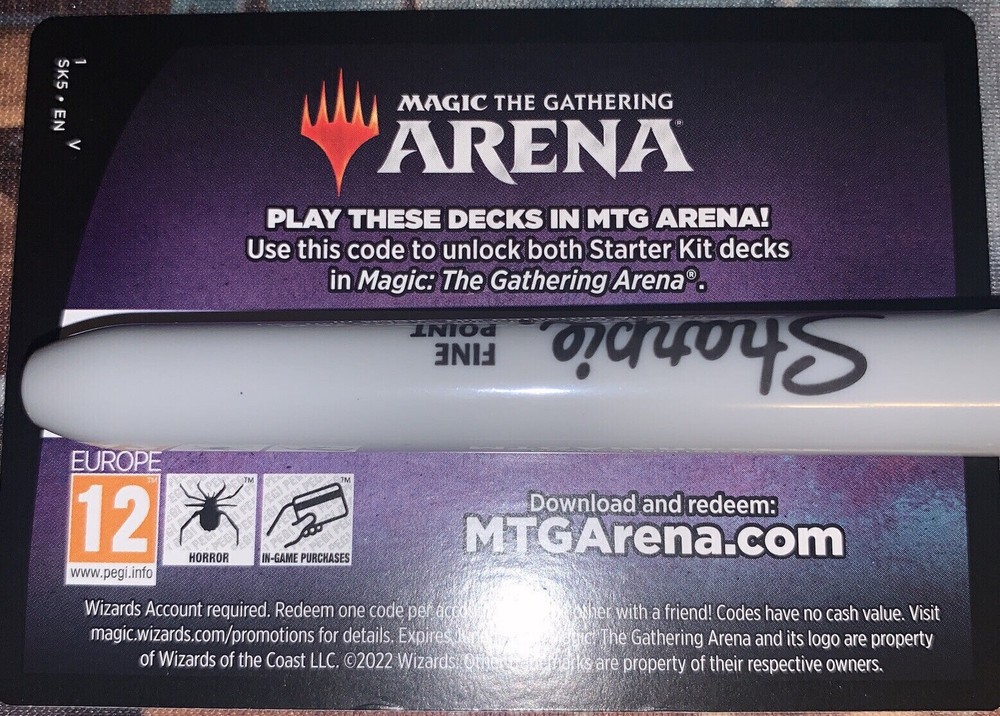 1 V
SK5 • EN
MAGIC THE GATHERING
ARENA®
PLAY THESE DECKS IN MTG ARENA!
Use this code to unlock both Starter Kit decks
in Magic: The Gathering Arena®.
Sharpie®
FINE
POINT
EUROPE
12™
www.pegi.info
™
HORROR
™
IN-GAME PURCHASES
Download and redeem:
MTGArena.com
Wizards Account required. Redeem one code per other with a friend! Codes have no cash value. Visit
magic.wizards.com/promotions for details. Expires The Gathering Arena and its logo are property
of Wizards of the Coast LLC. ©2022 Wizards. Other are property of their respective owners.